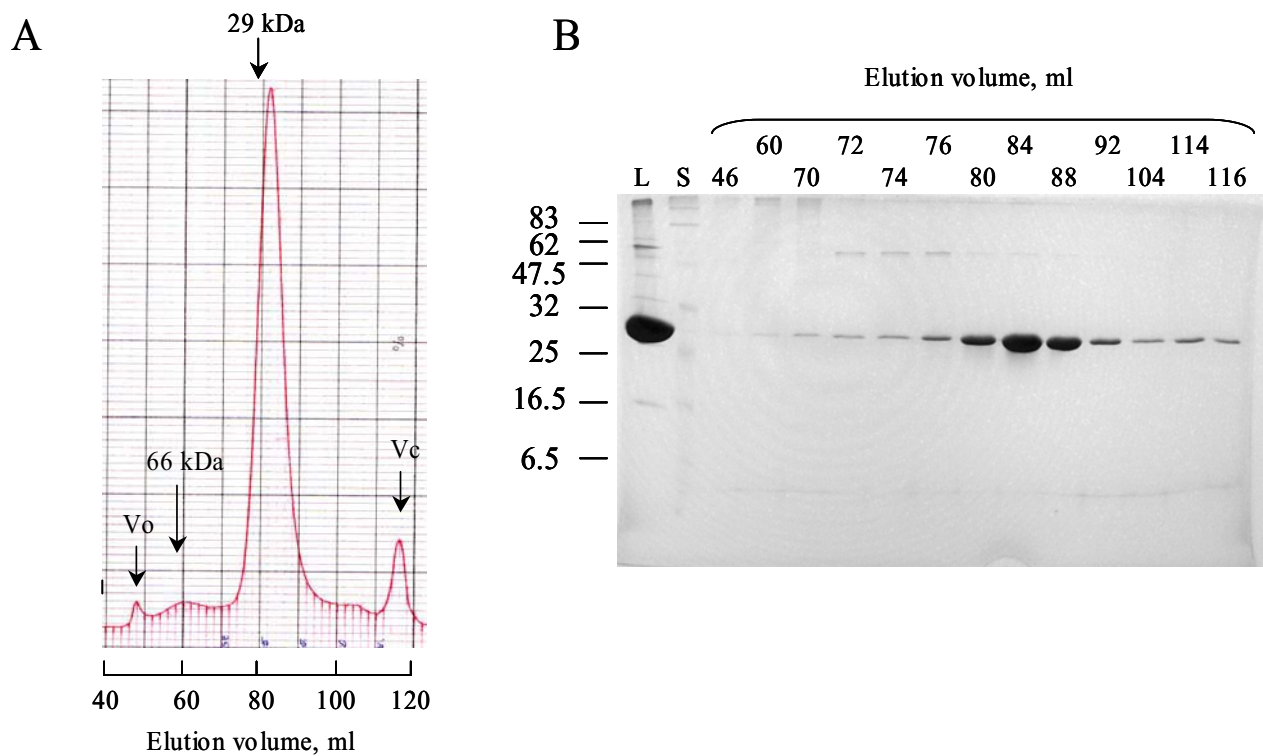 A
29 kDa
66 kDa
Vo
Vc
40 60 80 100 120
Elution volume, ml
B
Elution volume, ml
60 72 76 84 92 114
L S 46 70 74 80 88 104 116
83
62
47.5
32
25
16.5
6.5